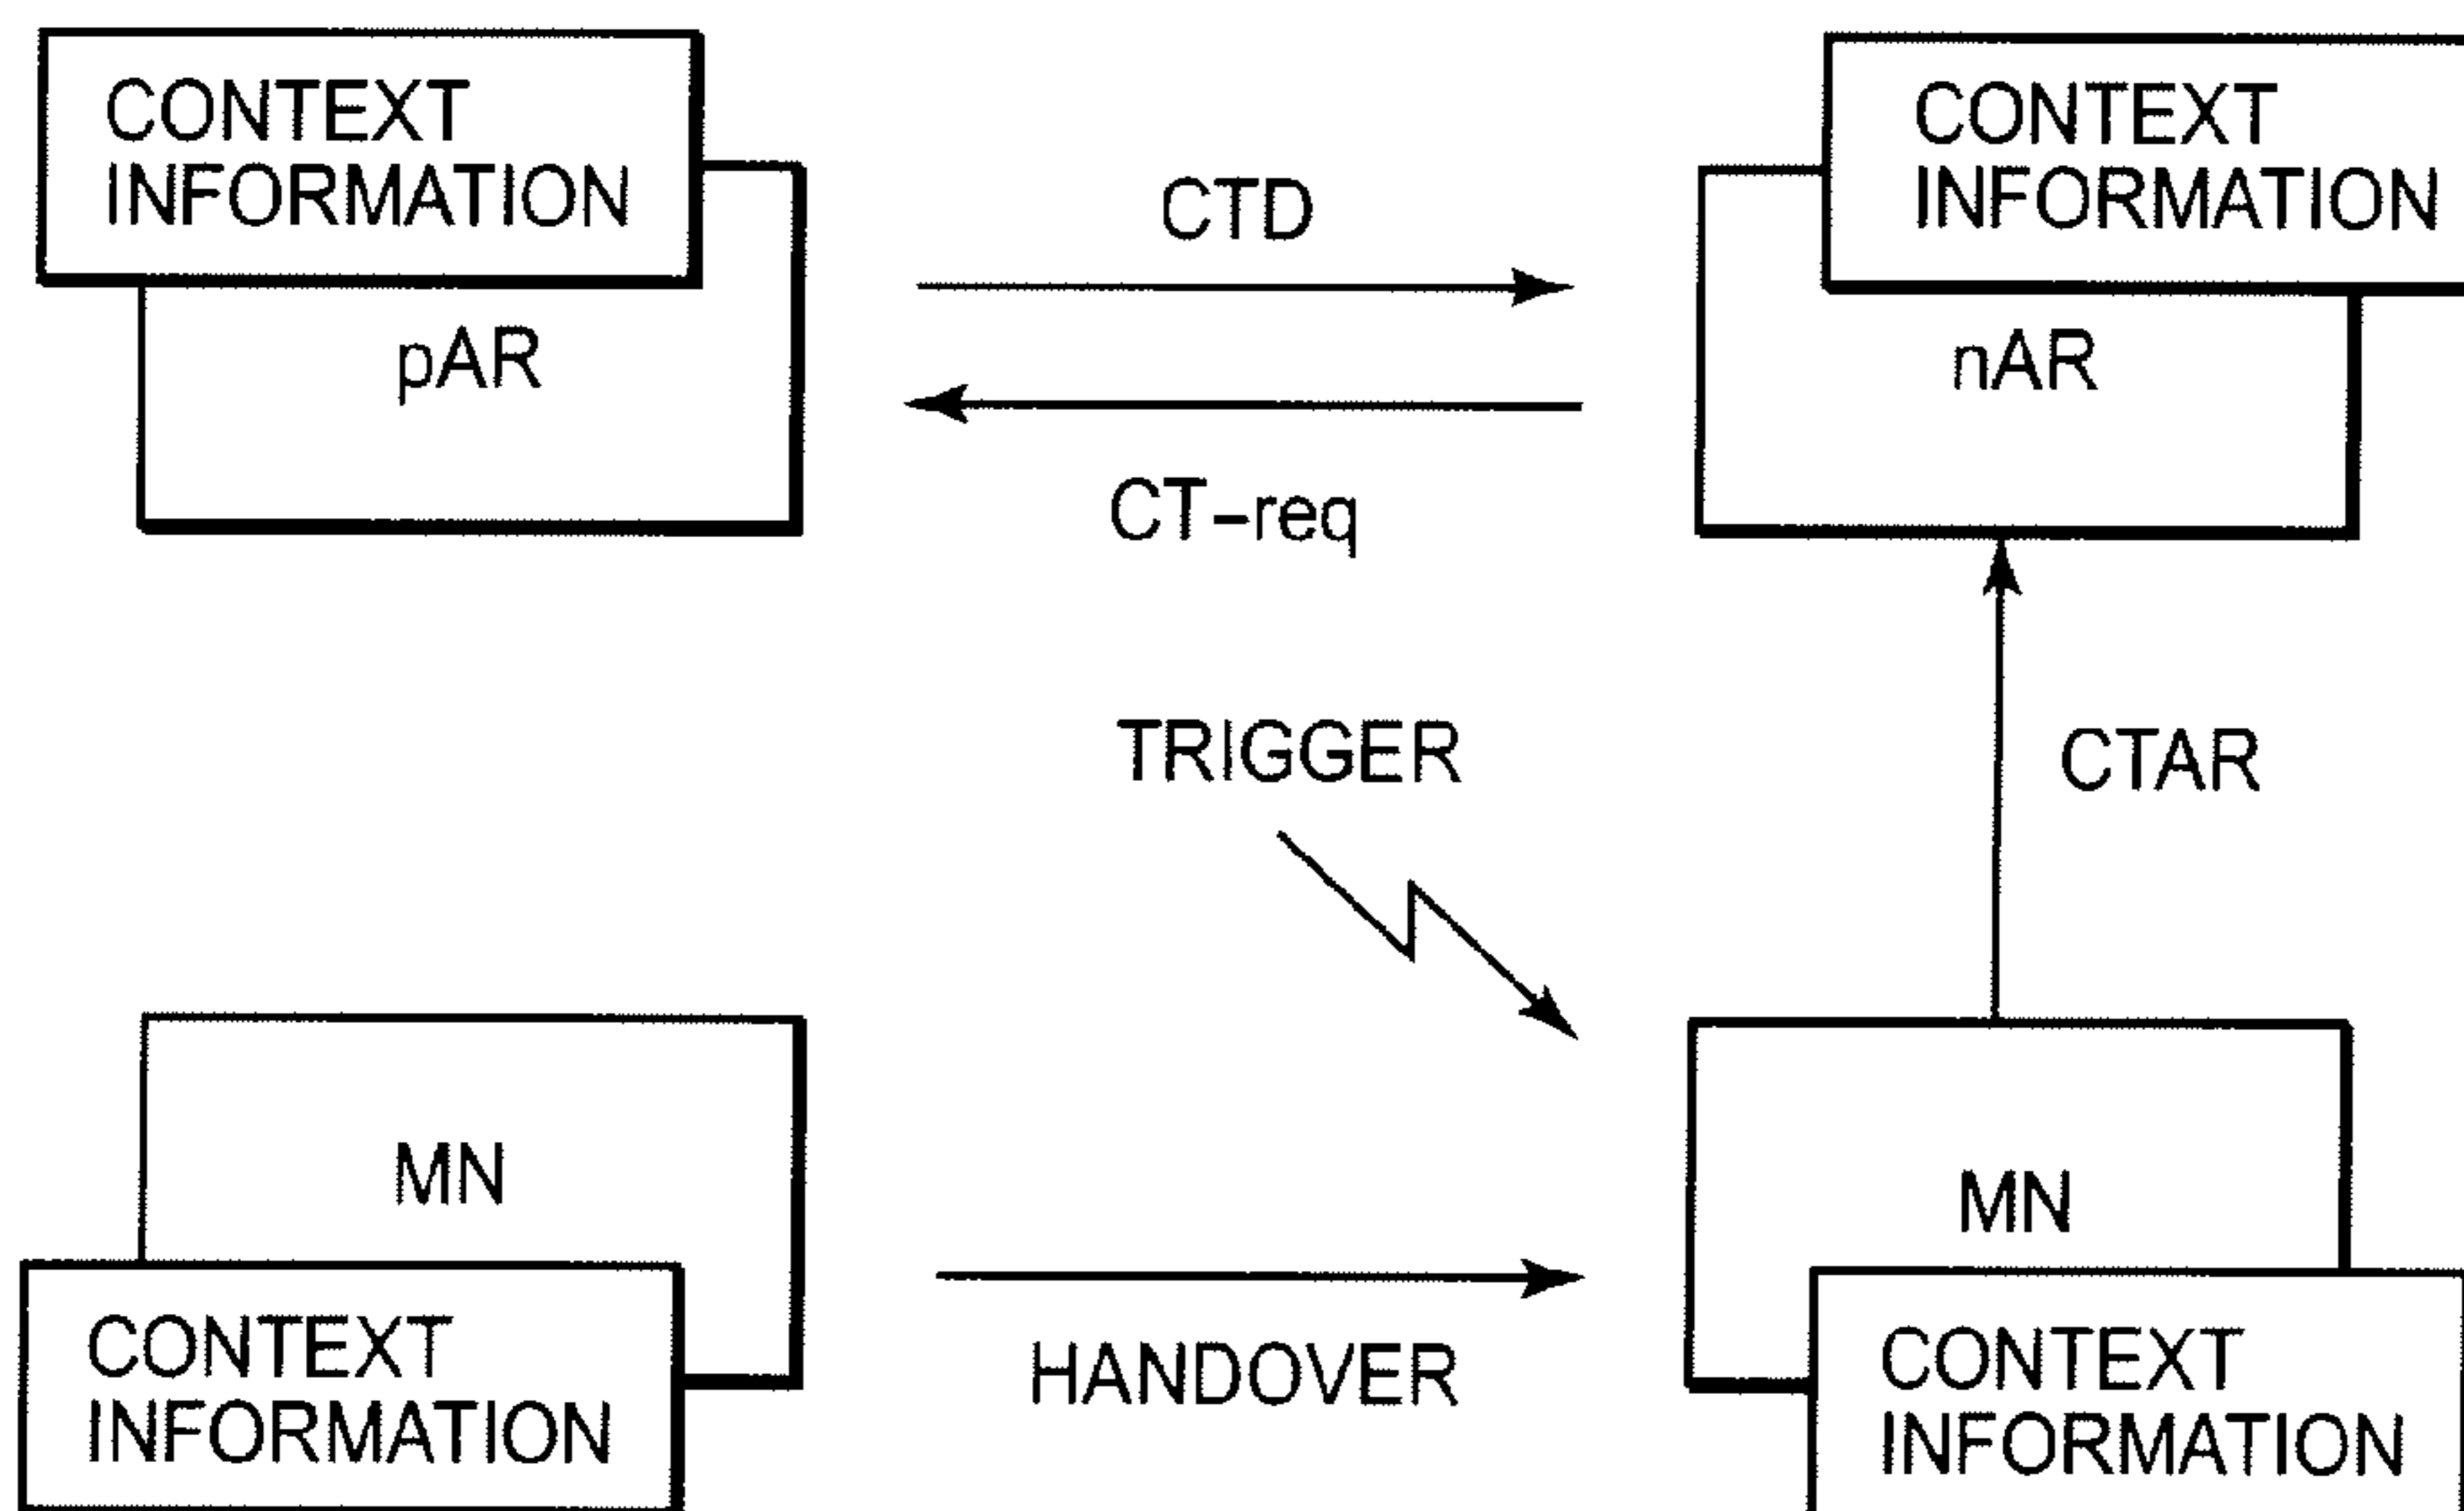 CONTEXT
INFORMATION
pAR
CTD
CT-req
CONTEXT
INFORMATION
nAR
TRIGGER
CTAR
MN
CONTEXT
INFORMATION
HANDOVER
MN
CONTEXT
INFORMATION